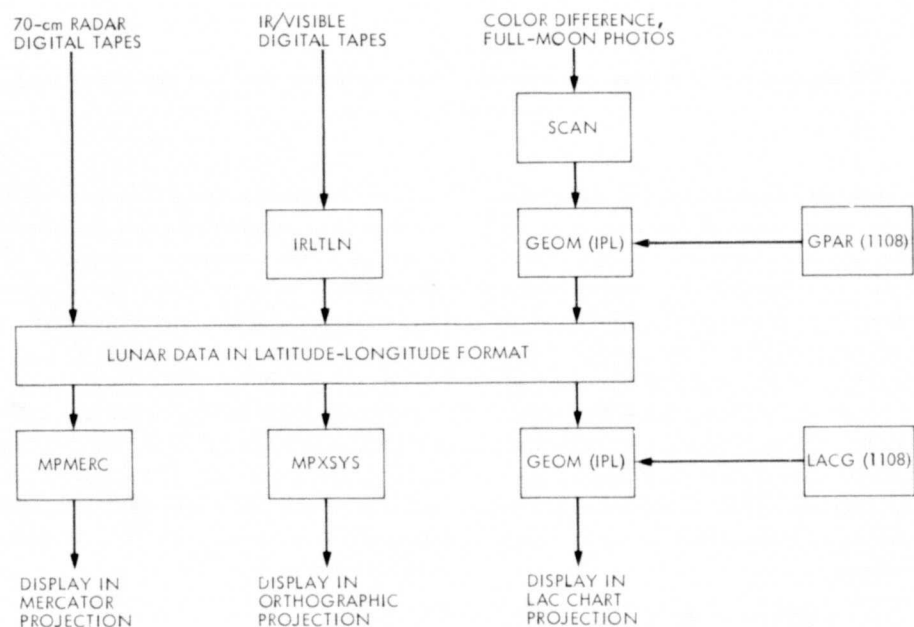 70-cm RADAR
DIGITAL TAPES
IR/VISIBLE
DIGITAL TAPES
COLOR DIFFERENCE,
FULL-MOON PHOTOS
SCAN
IRLTLN
GEOM (IPL)
GPAR (1108)
LUNAR DATA IN LATITUDE-LONGITUDE FORMAT
MPMERC
MPXSYS
GEOM (IPL)
LACG (1108)
DISPLAY IN
MERCATOR
PROJECTION
DISPLAY IN
ORTHOGRAPHIC
PROJECTION
DISPLAY IN
LAC CHART
PROJECTION